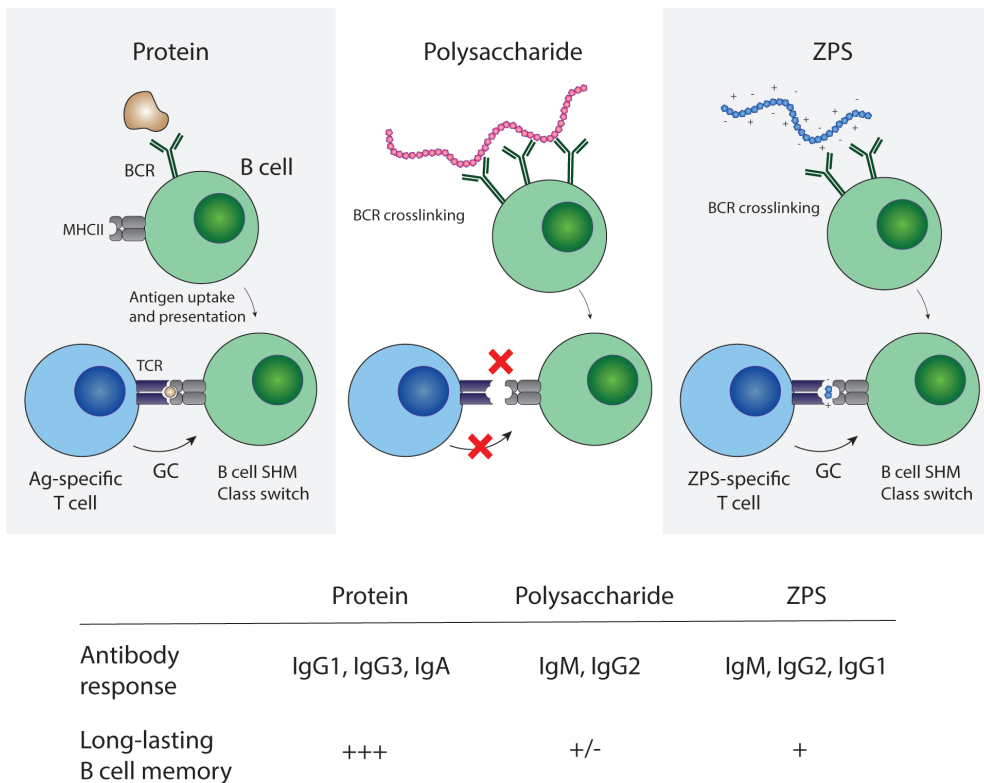 Protein
BCR
B cell
MHCII
Antigen uptake
and presentation
TCR
GC
Ag-specific
T cell
B cell SHM
Class switch
Polysaccharide
BCR crosslinking
ZPS
+ - + -
- + + - +
+ -
BCR crosslinking
-
+
GC
ZPS-specific
T cell
B cell SHM
Class switch
Protein Polysaccharide ZPS
Antibody
response
IgG1, IgG3, IgA IgM, IgG2 IgM, IgG2, IgG1
Long-lasting
B cell memory
+++ +/- +